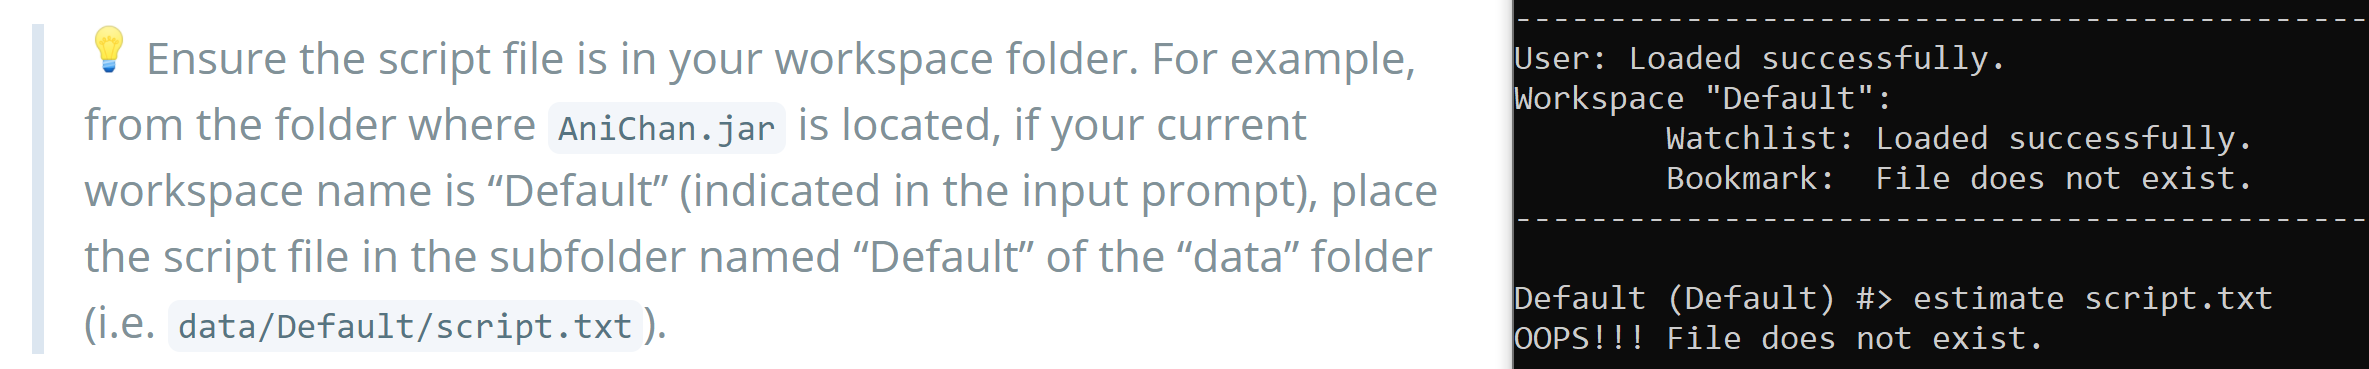 💡 Ensure the script file is in your workspace folder. For example,
from the folder where AniChan.jar is located, if your current
workspace name is “Default” (indicated in the input prompt), place
the script file in the subfolder named “Default” of the “data” folder
(i.e. data/Default/script.txt).
---------------------------------------------
User: Loaded successfully.
Workspace "Default":
        Watchlist: Loaded successfully.
        Bookmark:  File does not exist.
---------------------------------------------
Default (Default) #> estimate script.txt
OOPS!!! File does not exist.